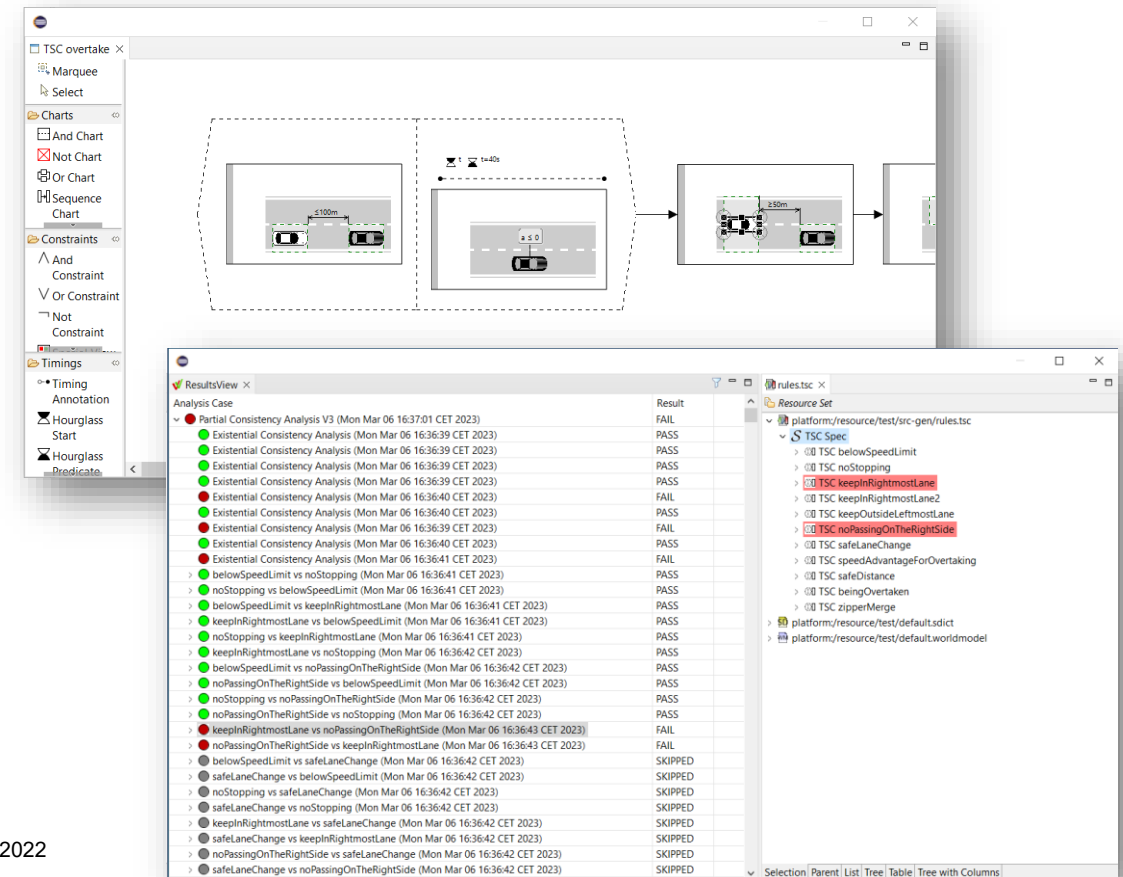 TSC overtake
Marquee
Select
Charts
And Chart
Not Chart
Or Chart
Sequence
Chart
Constraints
And
Constraint
Or Constraint
Not
Constraint
Timings
Timing
Annotation
Hourglass
Start
Hourglass
Predicate
≤100m
t t=40s
a ≤ 0
≥50m
ResultsView
Analysis Case Result
Partial Consistency Analysis V3 (Mon Mar 06 16:37:01 CET 2023) FAIL
Existential Consistency Analysis (Mon Mar 06 16:36:39 CET 2023) PASS
Existential Consistency Analysis (Mon Mar 06 16:36:39 CET 2023) PASS
Existential Consistency Analysis (Mon Mar 06 16:36:39 CET 2023) PASS
Existential Consistency Analysis (Mon Mar 06 16:36:39 CET 2023) PASS
Existential Consistency Analysis (Mon Mar 06 16:36:40 CET 2023) FAIL
Existential Consistency Analysis (Mon Mar 06 16:36:40 CET 2023) PASS
Existential Consistency Analysis (Mon Mar 06 16:36:39 CET 2023) FAIL
Existential Consistency Analysis (Mon Mar 06 16:36:40 CET 2023) PASS
Existential Consistency Analysis (Mon Mar 06 16:36:41 CET 2023) FAIL
belowSpeedLimit vs noStopping (Mon Mar 06 16:36:41 CET 2023) PASS
noStopping vs belowSpeedLimit (Mon Mar 06 16:36:41 CET 2023) PASS
belowSpeedLimit vs keepInRightmostLane (Mon Mar 06 16:36:41 CET 2023) PASS
keepInRightmostLane vs belowSpeedLimit (Mon Mar 06 16:36:41 CET 2023) PASS
noStopping vs keepInRightmostLane (Mon Mar 06 16:36:41 CET 2023) PASS
keepInRightmostLane vs noStopping (Mon Mar 06 16:36:42 CET 2023) PASS
belowSpeedLimit vs noPassingOnTheRightSide (Mon Mar 06 16:36:42 CET 2023) PASS
noPassingOnTheRightSide vs belowSpeedLimit (Mon Mar 06 16:36:42 CET 2023) PASS
noStopping vs noPassingOnTheRightSide (Mon Mar 06 16:36:42 CET 2023) PASS
noPassingOnTheRightSide vs noStopping (Mon Mar 06 16:36:42 CET 2023) PASS
keepInRightmostLane vs noPassingOnTheRightSide (Mon Mar 06 16:36:43 CET 2023) FAIL
noPassingOnTheRightSide vs keepInRightmostLane (Mon Mar 06 16:36:43 CET 2023) FAIL
belowSpeedLimit vs safeLaneChange (Mon Mar 06 16:36:42 CET 2023) SKIPPED
safeLaneChange vs belowSpeedLimit (Mon Mar 06 16:36:42 CET 2023) SKIPPED
noStopping vs safeLaneChange (Mon Mar 06 16:36:42 CET 2023) SKIPPED
safeLaneChange vs noStopping (Mon Mar 06 16:36:42 CET 2023) SKIPPED
keepInRightmostLane vs safeLaneChange (Mon Mar 06 16:36:42 CET 2023) SKIPPED
safeLaneChange vs keepInRightmostLane (Mon Mar 06 16:36:42 CET 2023) SKIPPED
noPassingOnTheRightSide vs safeLaneChange (Mon Mar 06 16:36:42 CET 2023) SKIPPED
safeLaneChange vs noPassingOnTheRightSide (Mon Mar 06 16:36:42 CET 2023) SKIPPED
rules.tsc
Resource Set
platform:/resource/test/src-gen/rules.tsc
S TSC Spec
TSC belowSpeedLimit
TSC noStopping
TSC keepInRightmostLane
TSC keepInRightmostLane2
TSC keepOutsideLeftmostLane
TSC noPassingOnTheRightSide
TSC safeLaneChange
TSC speedAdvantageForOvertaking
TSC safeDistance
TSC beingOvertaken
TSC zipperMerge
platform:/resource/test/default.sdict
platform:/resource/test/default.worldmodel
Selection Parent List Tree Table Tree with Columns
2022